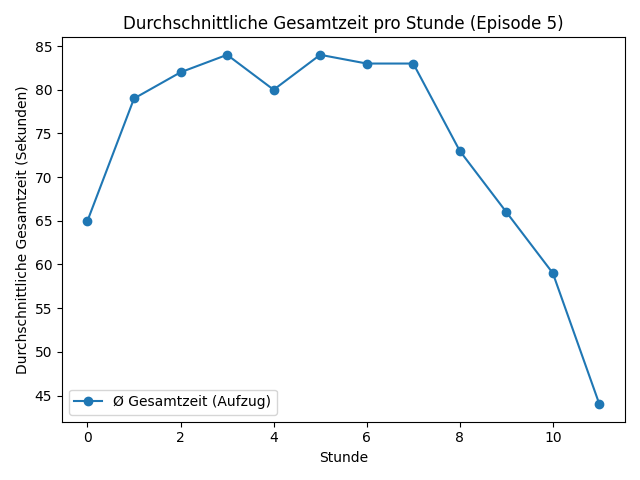 Durchschnittliche Gesamtzeit pro Stunde (Episode 5)
Durchschnittliche Gesamtzeit (Sekunden)
85
80
75
70
65
60
55
50
45
Ø Gesamtzeit (Aufzug)
0 2 4 6 8 10
Stunde